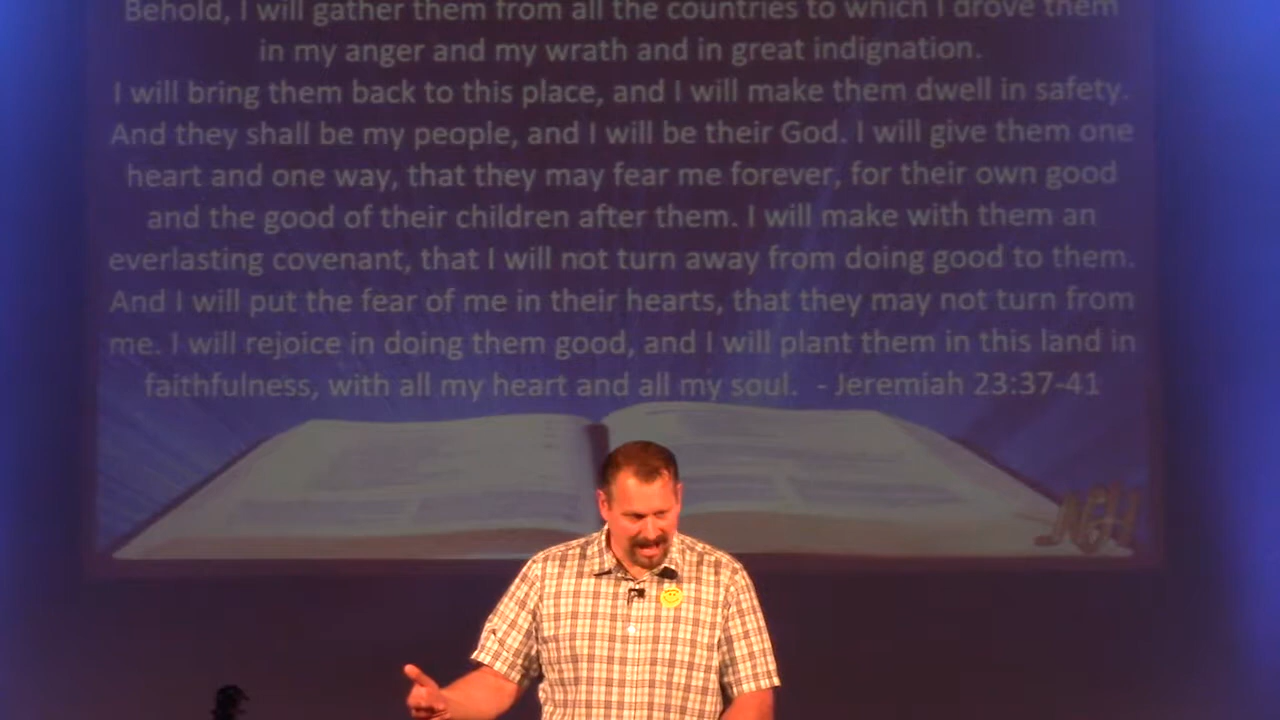 Behold, I will gather them from all the countries to which I drove them
in my anger and my wrath and in great indignation.
I will bring them back to this place, and I will make them dwell in safety.
And they shall be my people, and I will be their God. I will give them one
heart and one way, that they may fear me forever, for their own good
and the good of their children after them. I will make with them an
everlasting covenant, that I will not turn away from doing good to them.
And I will put the fear of me in their hearts, that they may not turn from
me. I will rejoice in doing them good, and I will plant them in this land in
faithfulness, with all my heart and all my soul. - Jeremiah 23:37-41
NGH